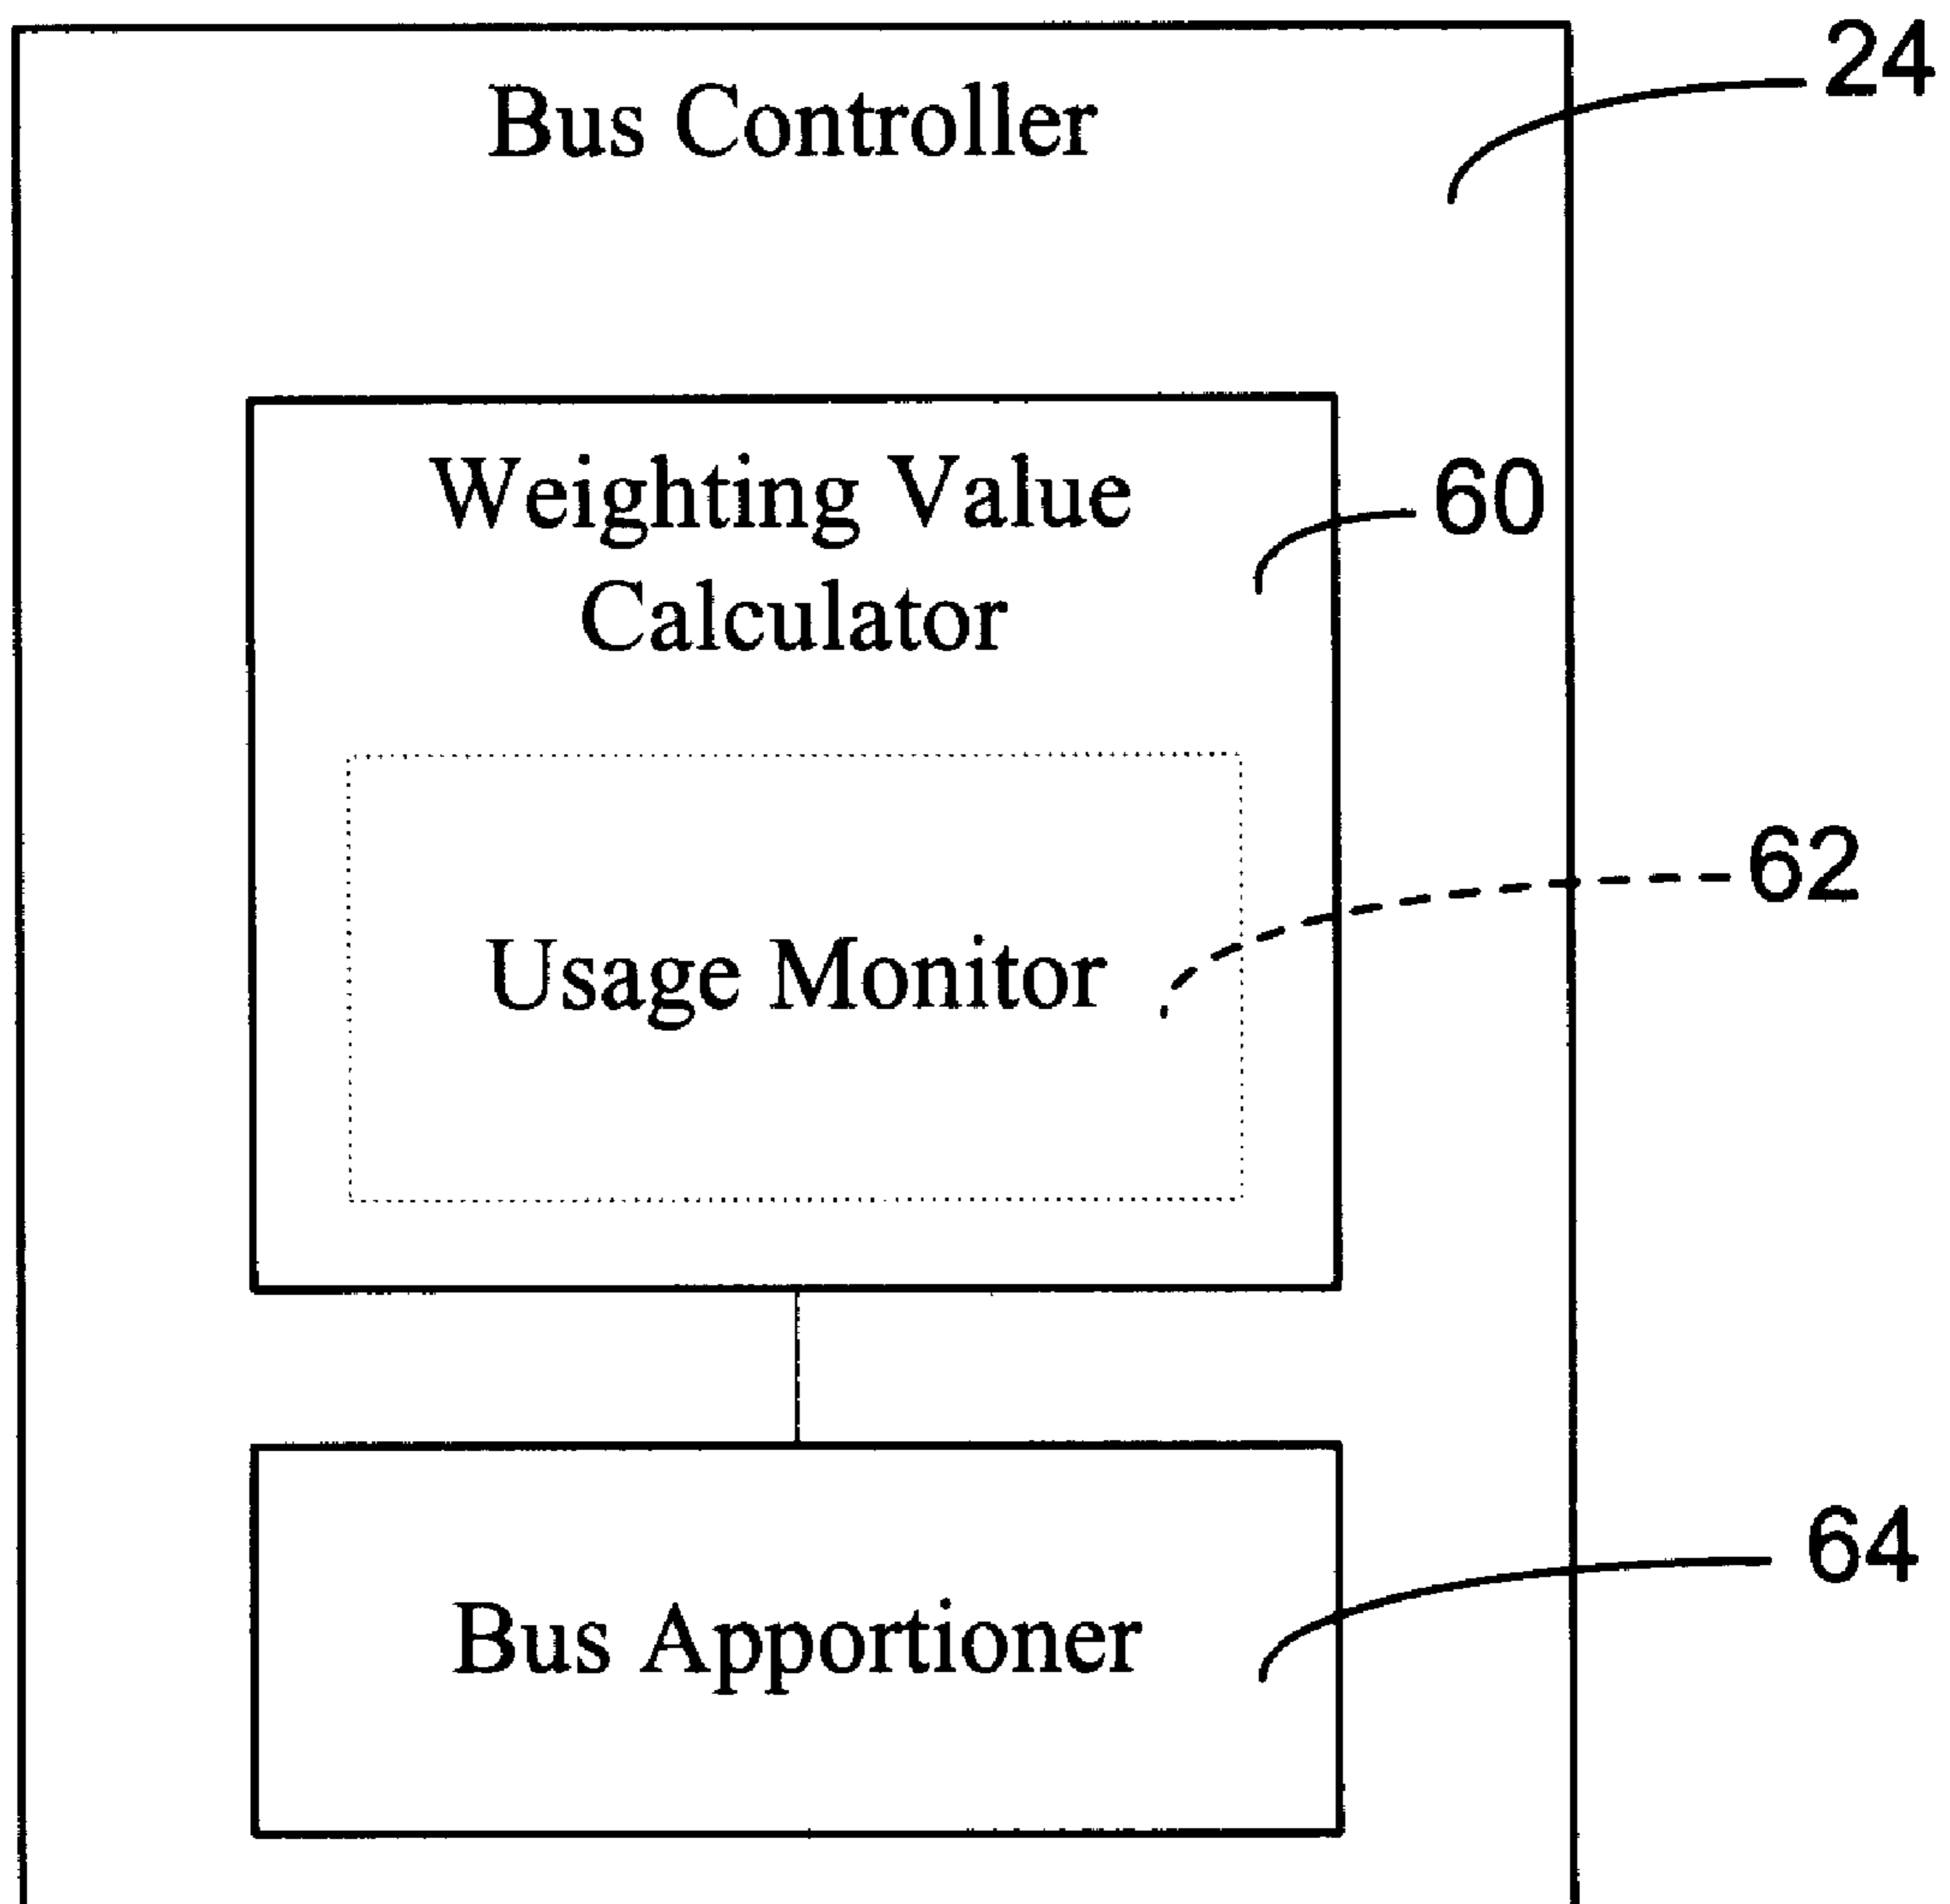 Bus Controller
24
Weighting Value
Calculator
60
Usage Monitor
62
Bus Apportioner
64